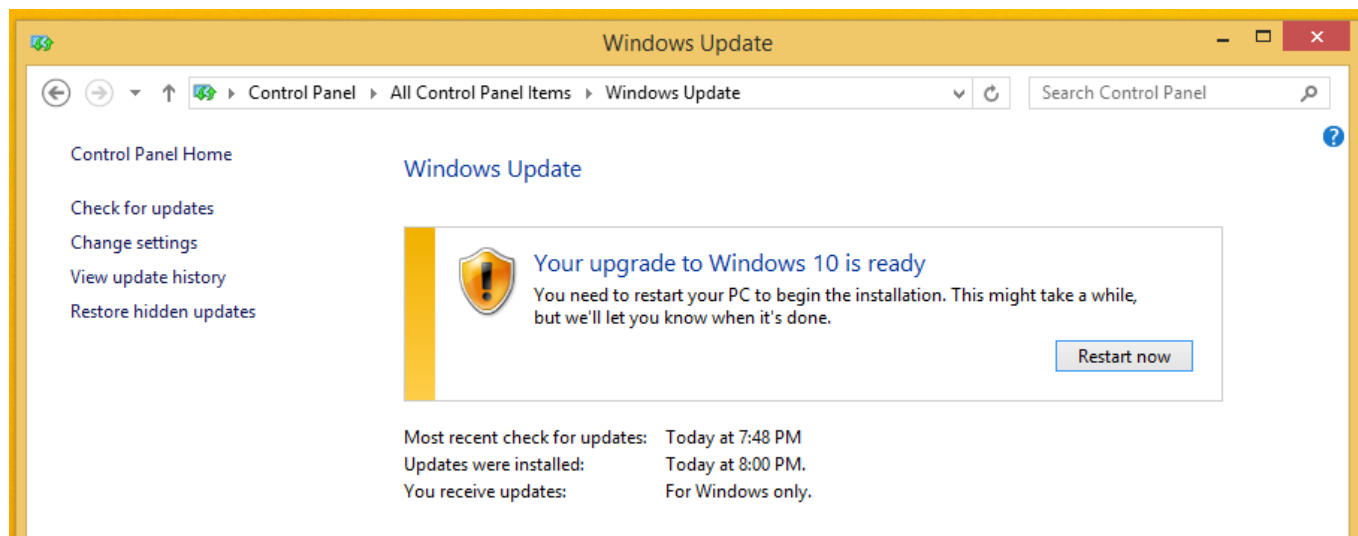 Windows Update
Control Panel All Control Panel Items Windows Update
Search Control Panel
Control Panel Home
Check for updates
Change settings
View update history
Restore hidden updates
Windows Update
Your upgrade to Windows 10 is ready
You need to restart your PC to begin the installation. This might take a while,
but we'll let you know when it's done.
Restart now
Most recent check for updates: Today at 7:48 PM
Updates were installed: Today at 8:00 PM.
You receive updates: For Windows only.